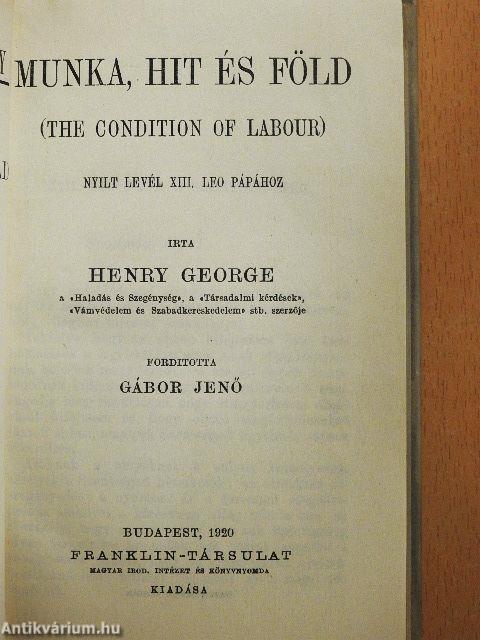 MUNKA, HIT ÉS FÖLD
(THE CONDITION OF LABOUR)
NYILT LEVÉL XIII. LEO PÁPÁHOZ
IRTA
HENRY GEORGE
a «Haladás és Szegénység», a «Társadalmi kérdések»,
«Vámvédelem és Szabadkereskedelem» stb. szerzője
FORDITOTTA
GÁBOR JENŐ
BUDAPEST, 1920
FRANKLIN-TÁRSULAT
MAGYAR IROD. INTÉZET ÉS KÖNYVNYOMDA
KIADÁSA
Antikvárium.hu